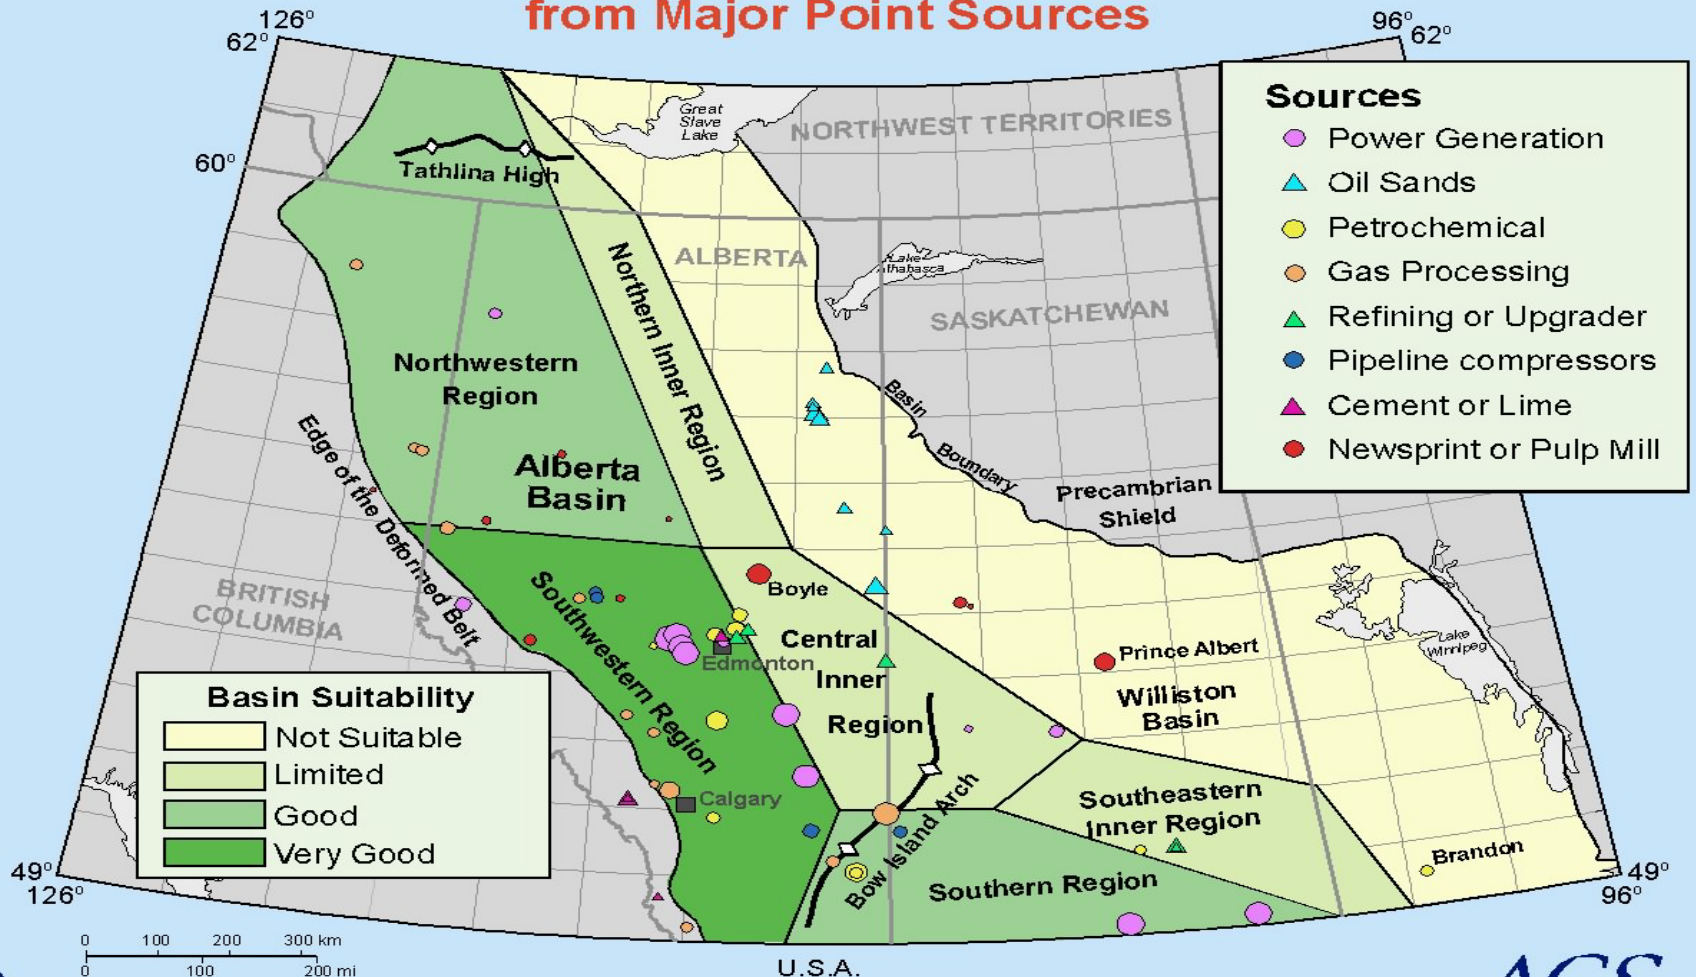 from Major Point Sources
126°
62°
96°
62°
Sources
Power Generation
Oil Sands
Petrochemical
Gas Processing
Refining or Upgrader
Pipeline compressors
Cement or Lime
Newsprint or Pulp Mill
Great
Slave
Lake
NORTHWEST TERRITORIES
60°
Tathlina High
ALBERTA
Lake
SASKATCHEWAN
Northern Inner Region
Northwestern
Region
Edge of the Deformed Belt
Alberta
Basin
Basin
Boundary
Precambrian
Shield
BRITISH
COLUMBIA
Southwestern Region
Boyle
Central
Inner
Region
Edmonton
Prince Albert
Williston
Basin
Lake
Winnipeg
Basin Suitability
Not Suitable
Limited
Good
Very Good
Calgary
Bow Island Arch
Southeastern
Inner Region
Southern Region
Brandon
49°
126°
49°
96°
0 100 200 300 km
0 100 200 mi
U.S.A.
AGS